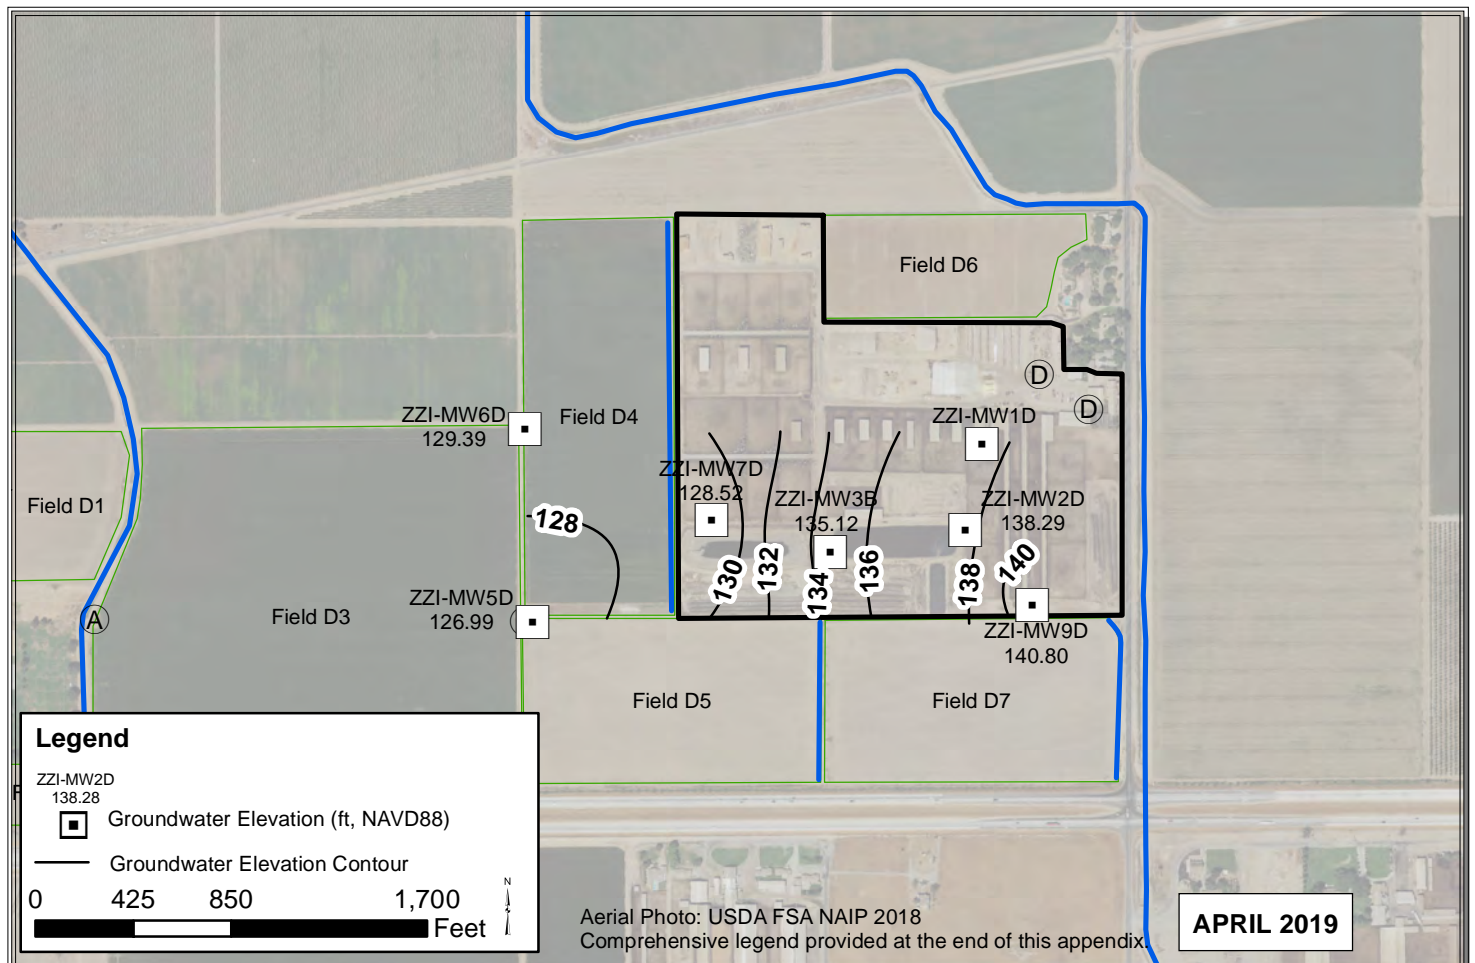 Field D6
D
D
ZZI-MW6D
129.39
Field D4
ZZI-MW1D
ZZI-MW7D
128.52
ZZI-MW3B
135.12
ZZI-MW2D
138.29
Field D1
128
130
132
134
136
138
140
A
Field D3
ZZI-MW5D
126.99
ZZI-MW9D
140.80
Field D5
Field D7
F
Legend
ZZI-MW2D
138.28
Groundwater Elevation (ft, NAVD88)
Groundwater Elevation Contour
0 425 850 1,700
Feet
N
Aerial Photo: USDA FSA NAIP 2018
Comprehensive legend provided at the end of this appendix.
APRIL 2019